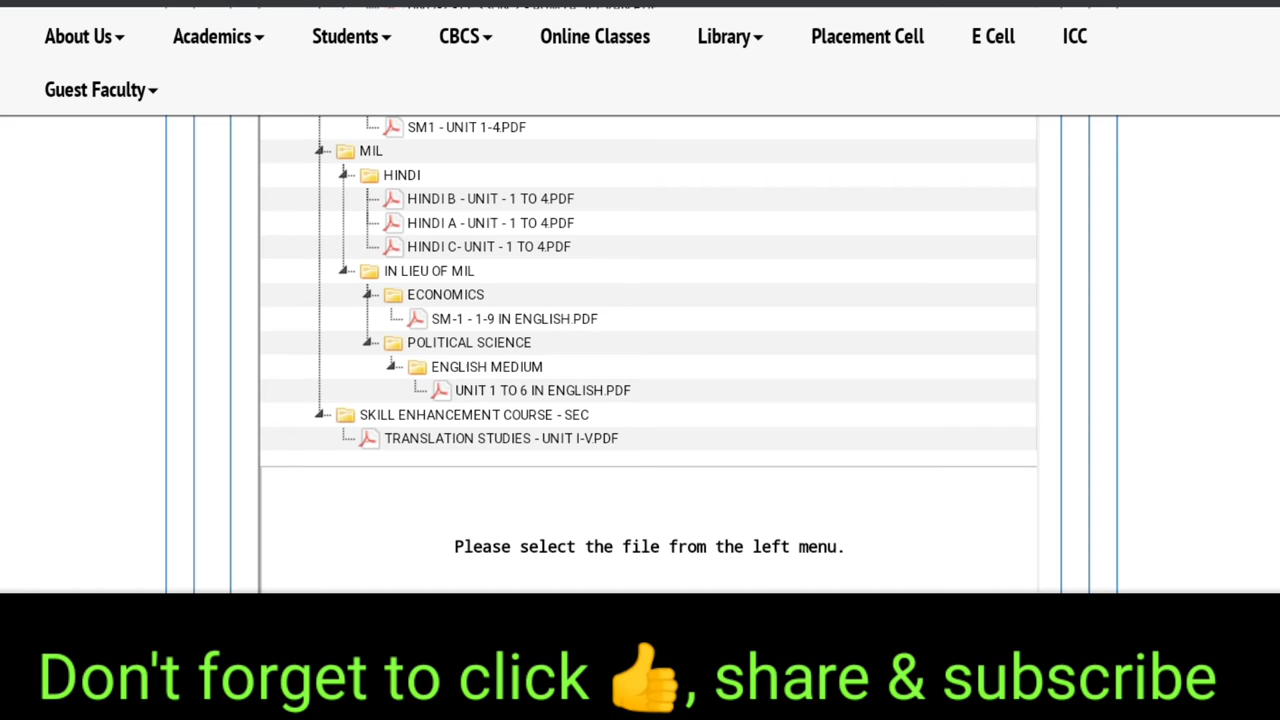 About Us Academics Students CBCS Online Classes Library Placement Cell E Cell ICC
Guest Faculty
SM1 - UNIT 1-4.PDF
MIL
HINDI
HINDI B - UNIT - 1 TO 4.PDF
HINDI A - UNIT - 1 TO 4.PDF
HINDI C- UNIT - 1 TO 4.PDF
IN LIEU OF MIL
ECONOMICS
SM-1 - 1-9 IN ENGLISH.PDF
POLITICAL SCIENCE
ENGLISH MEDIUM
UNIT 1 TO 6 IN ENGLISH.PDF
SKILL ENHANCEMENT COURSE - SEC
TRANSLATION STUDIES - UNIT I-V.PDF
Please select the file from the left menu.
Don't forget to click 👍, share & subscribe